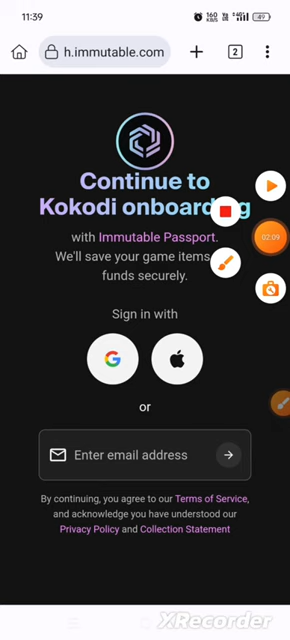 11:39
160
49
h.immutable.com
2
Continue to
Kokodi onboarding
with Immutable Passport.
We'll save your game items
funds securely.
02:09
Sign in with
or
Enter email address
By continuing, you agree to our Terms of Service,
and acknowledge you have understood our
Privacy Policy and Collection Statement
XRecorder